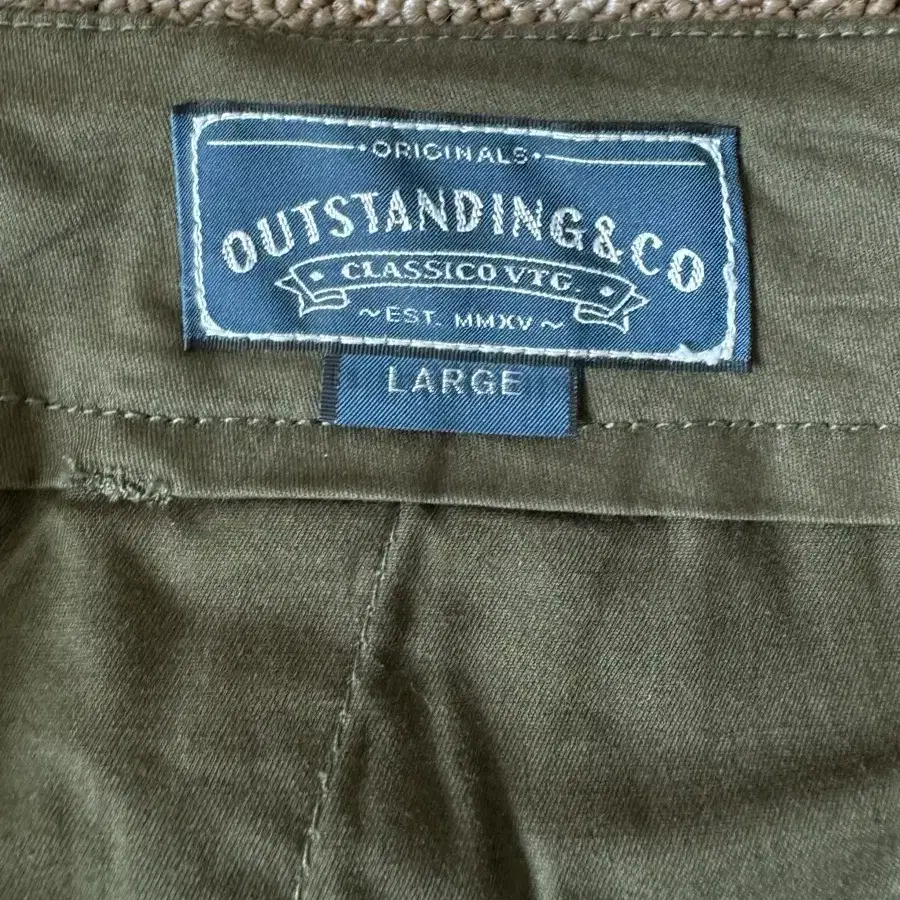 •ORIGINALS•
OUTSTANDING&CO
• CLASSICO VTG. •
~EST. MMXV~
LARGE